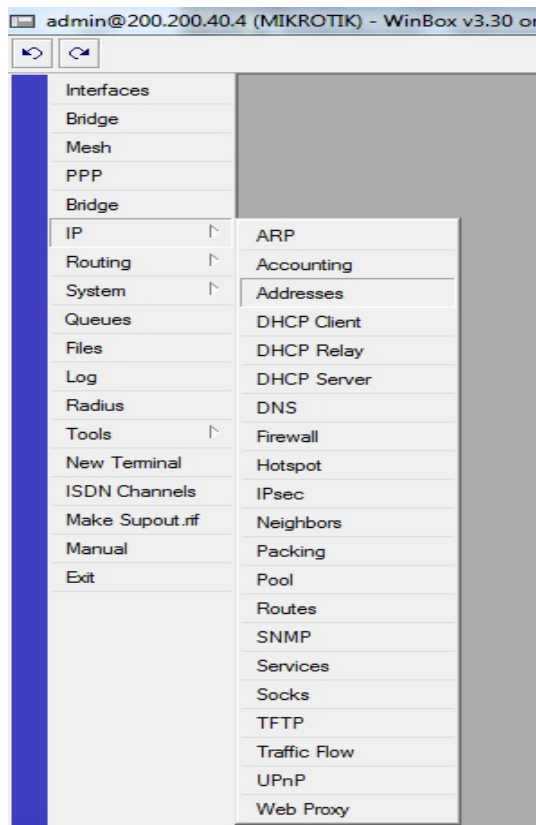 admin@200.200.40.4 (MIKROTIK) - WinBox v3.30 on
Interfaces
Bridge
Mesh
PPP
Bridge
IP
Routing
System
Queues
Files
Log
Radius
Tools
New Terminal
ISDN Channels
Make Supout.rif
Manual
Exit
ARP
Accounting
Addresses
DHCP Client
DHCP Relay
DHCP Server
DNS
Firewall
Hotspot
IPsec
Neighbors
Packing
Pool
Routes
SNMP
Services
Socks
TFTP
Traffic Flow
UPnP
Web Proxy